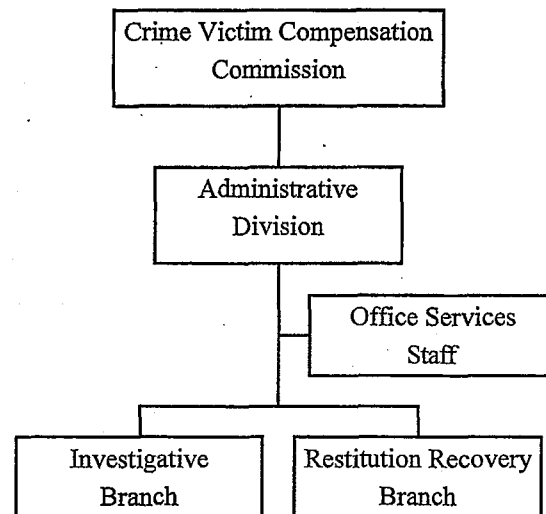 Crime Victim Compensation
Commission
Administrative
Division
Office Services
Staff
Investigative
Branch
Restitution Recovery
Branch